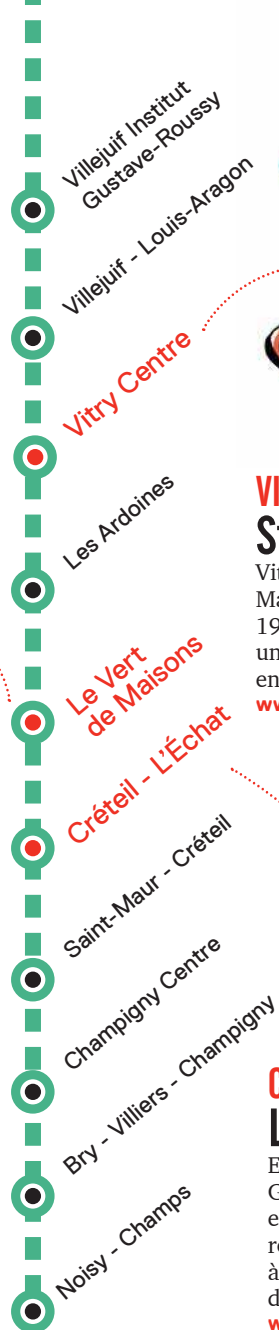 Villejuif Institut
Gustave-Roussy
Villejuif - Louis-Aragon
Vitry Centre
Les Ardoines
Le Vert
de Maisons
Créteil - L'Échat
Saint-Maur - Créteil
Champigny Centre
Bry - Villiers - Champigny
Noisy - Champs